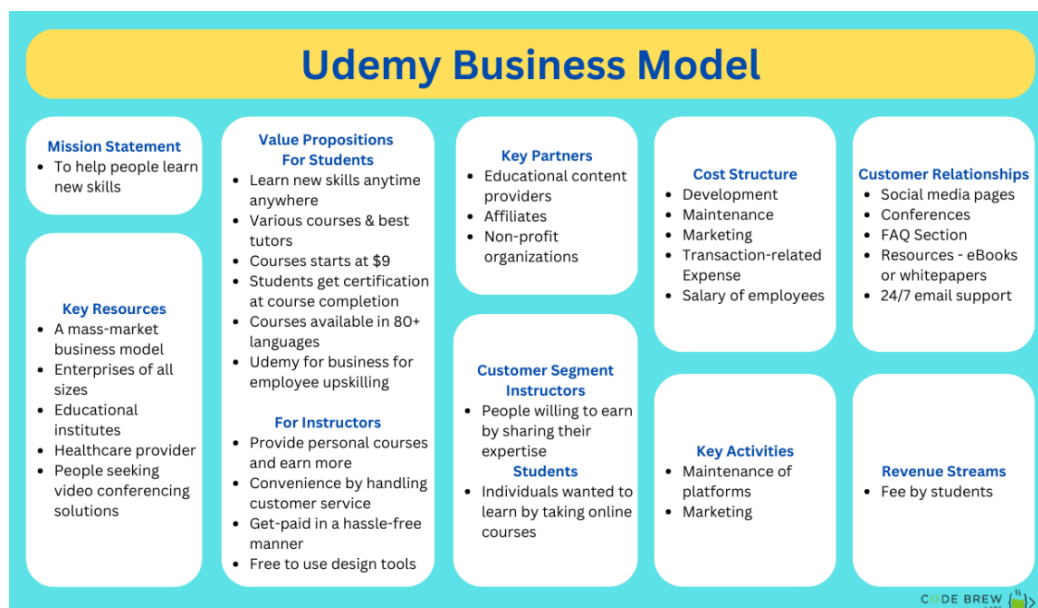 Udemy Business Model
Mission Statement
• To help people learn
new skills
Key Resources
• A mass-market
business model
• Enterprises of all
sizes
• Educational
institutes
• Healthcare provider
• People seeking
video conferencing
solutions
Value Propositions
For Students
• Learn new skills anytime
anywhere
• Various courses & best
tutors
• Courses starts at $9
• Students get certification
at course completion
• Courses available in 80+
languages
• Udemy for business for
employee upskilling
For Instructors
• Provide personal courses
and earn more
• Convenience by handling
customer service
• Get-paid in a hassle-free
manner
• Free to use design tools
Key Partners
• Educational content
providers
• Affiliates
• Non-profit
organizations
Customer Segment
Instructors
• People willing to earn
by sharing their
expertise
Students
• Individuals wanted to
learn by taking online
courses
Cost Structure
• Development
• Maintenance
• Marketing
• Transaction-related
Expense
• Salary of employees
Key Activities
• Maintenance of
platforms
• Marketing
Customer Relationships
• Social media pages
• Conferences
• FAQ Section
• Resources - eBooks
or whitepapers
• 24/7 email support
Revenue Streams
• Fee by students
CODE BREW